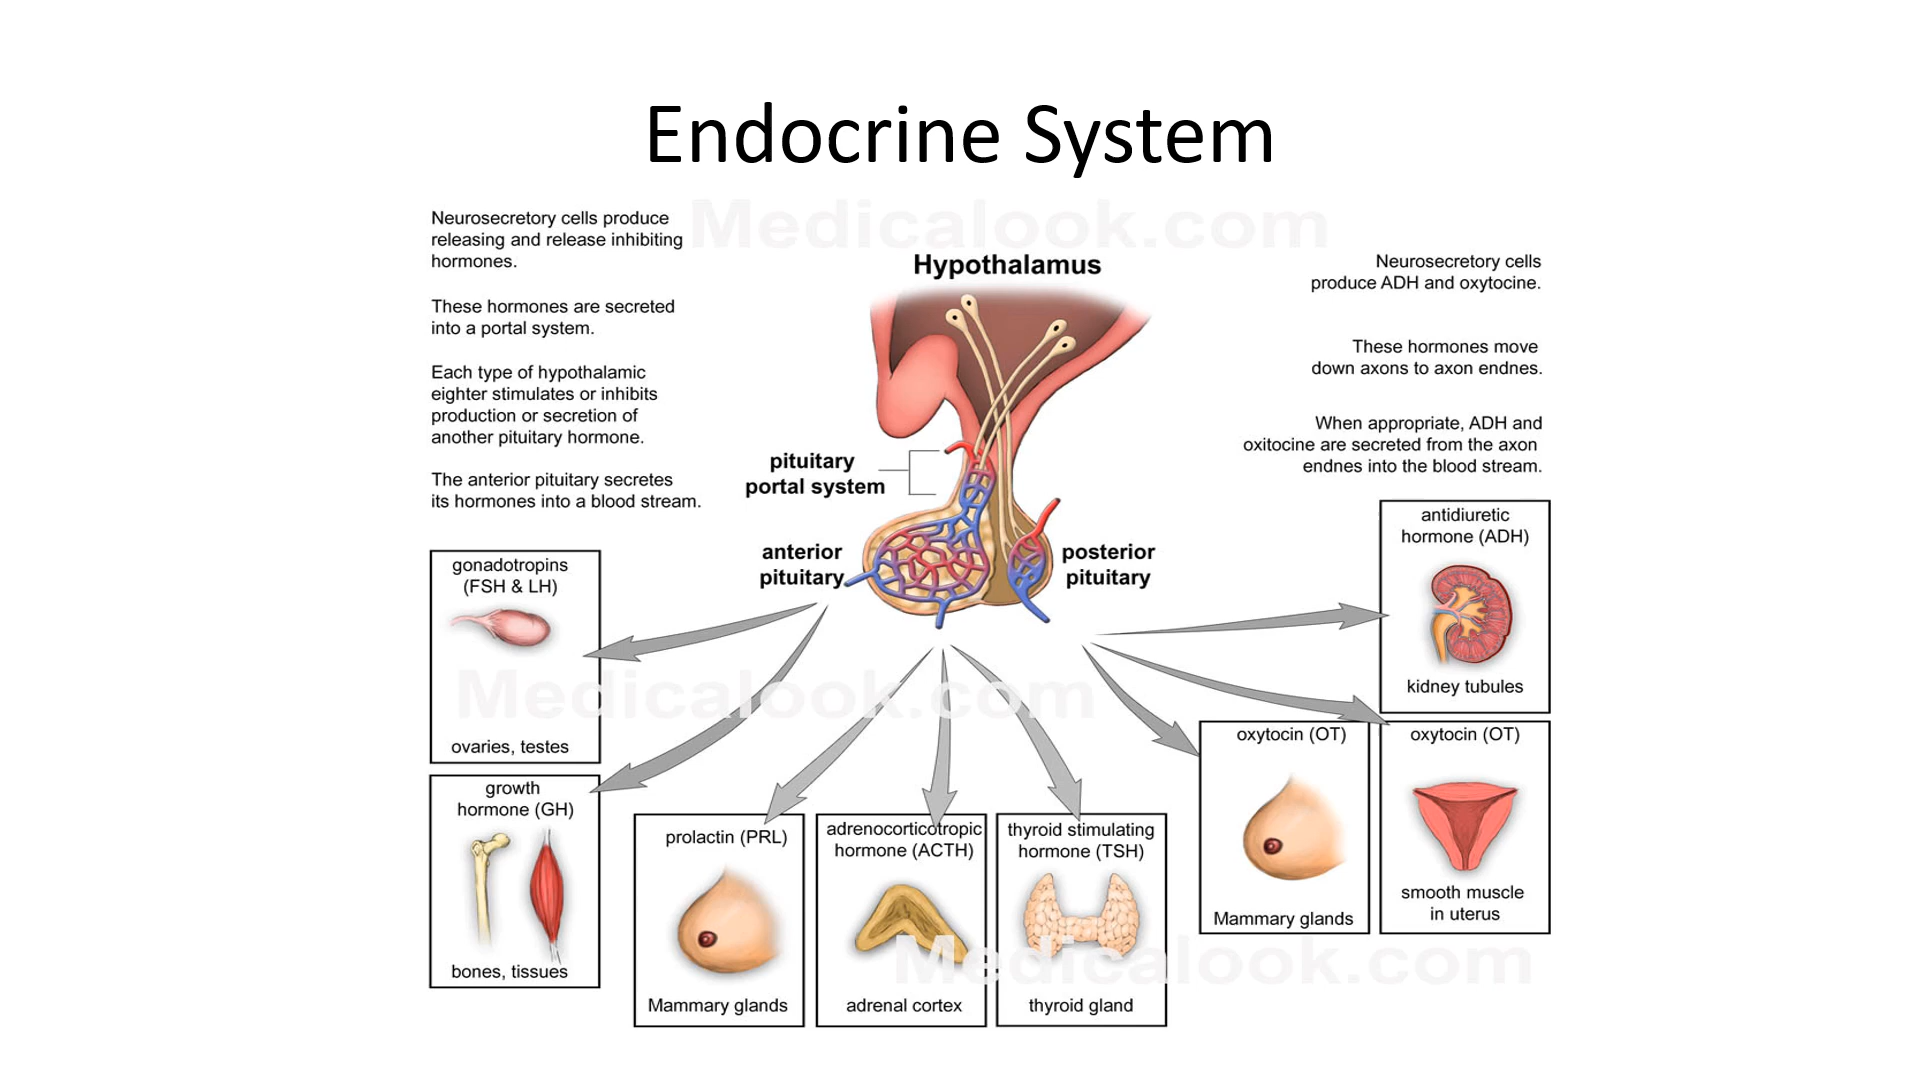 Endocrine System
Medicalook.com
Neurosecretory cells produce
releasing and release inhibiting
hormones.
These hormones are secreted
into a portal system.
Each type of hypothalamic
eighter stimulates or inhibits
production or secretion of
another pituitary hormone.
The anterior pituitary secretes
its hormones into a blood stream.
Hypothalamus
Neurosecretory cells
produce ADH and oxytocine.
These hormones move
down axons to axon endnes.
When appropriate, ADH and
oxitocine are secreted from the axon
endnes into the blood stream.
pituitary
portal system
anterior
pituitary
posterior
pituitary
antidiuretic
hormone (ADH)
kidney tubules
gonadotropins
(FSH & LH)
ovaries, testes
Medicalook.com
growth
hormone (GH)
bones, tissues
prolactin (PRL)
Mammary glands
adrenocorticotropic
hormone (ACTH)
adrenal cortex
thyroid stimulating
hormone (TSH)
thyroid gland
oxytocin (OT)
Mammary glands
oxytocin (OT)
smooth muscle
in uterus
Medicalook.com